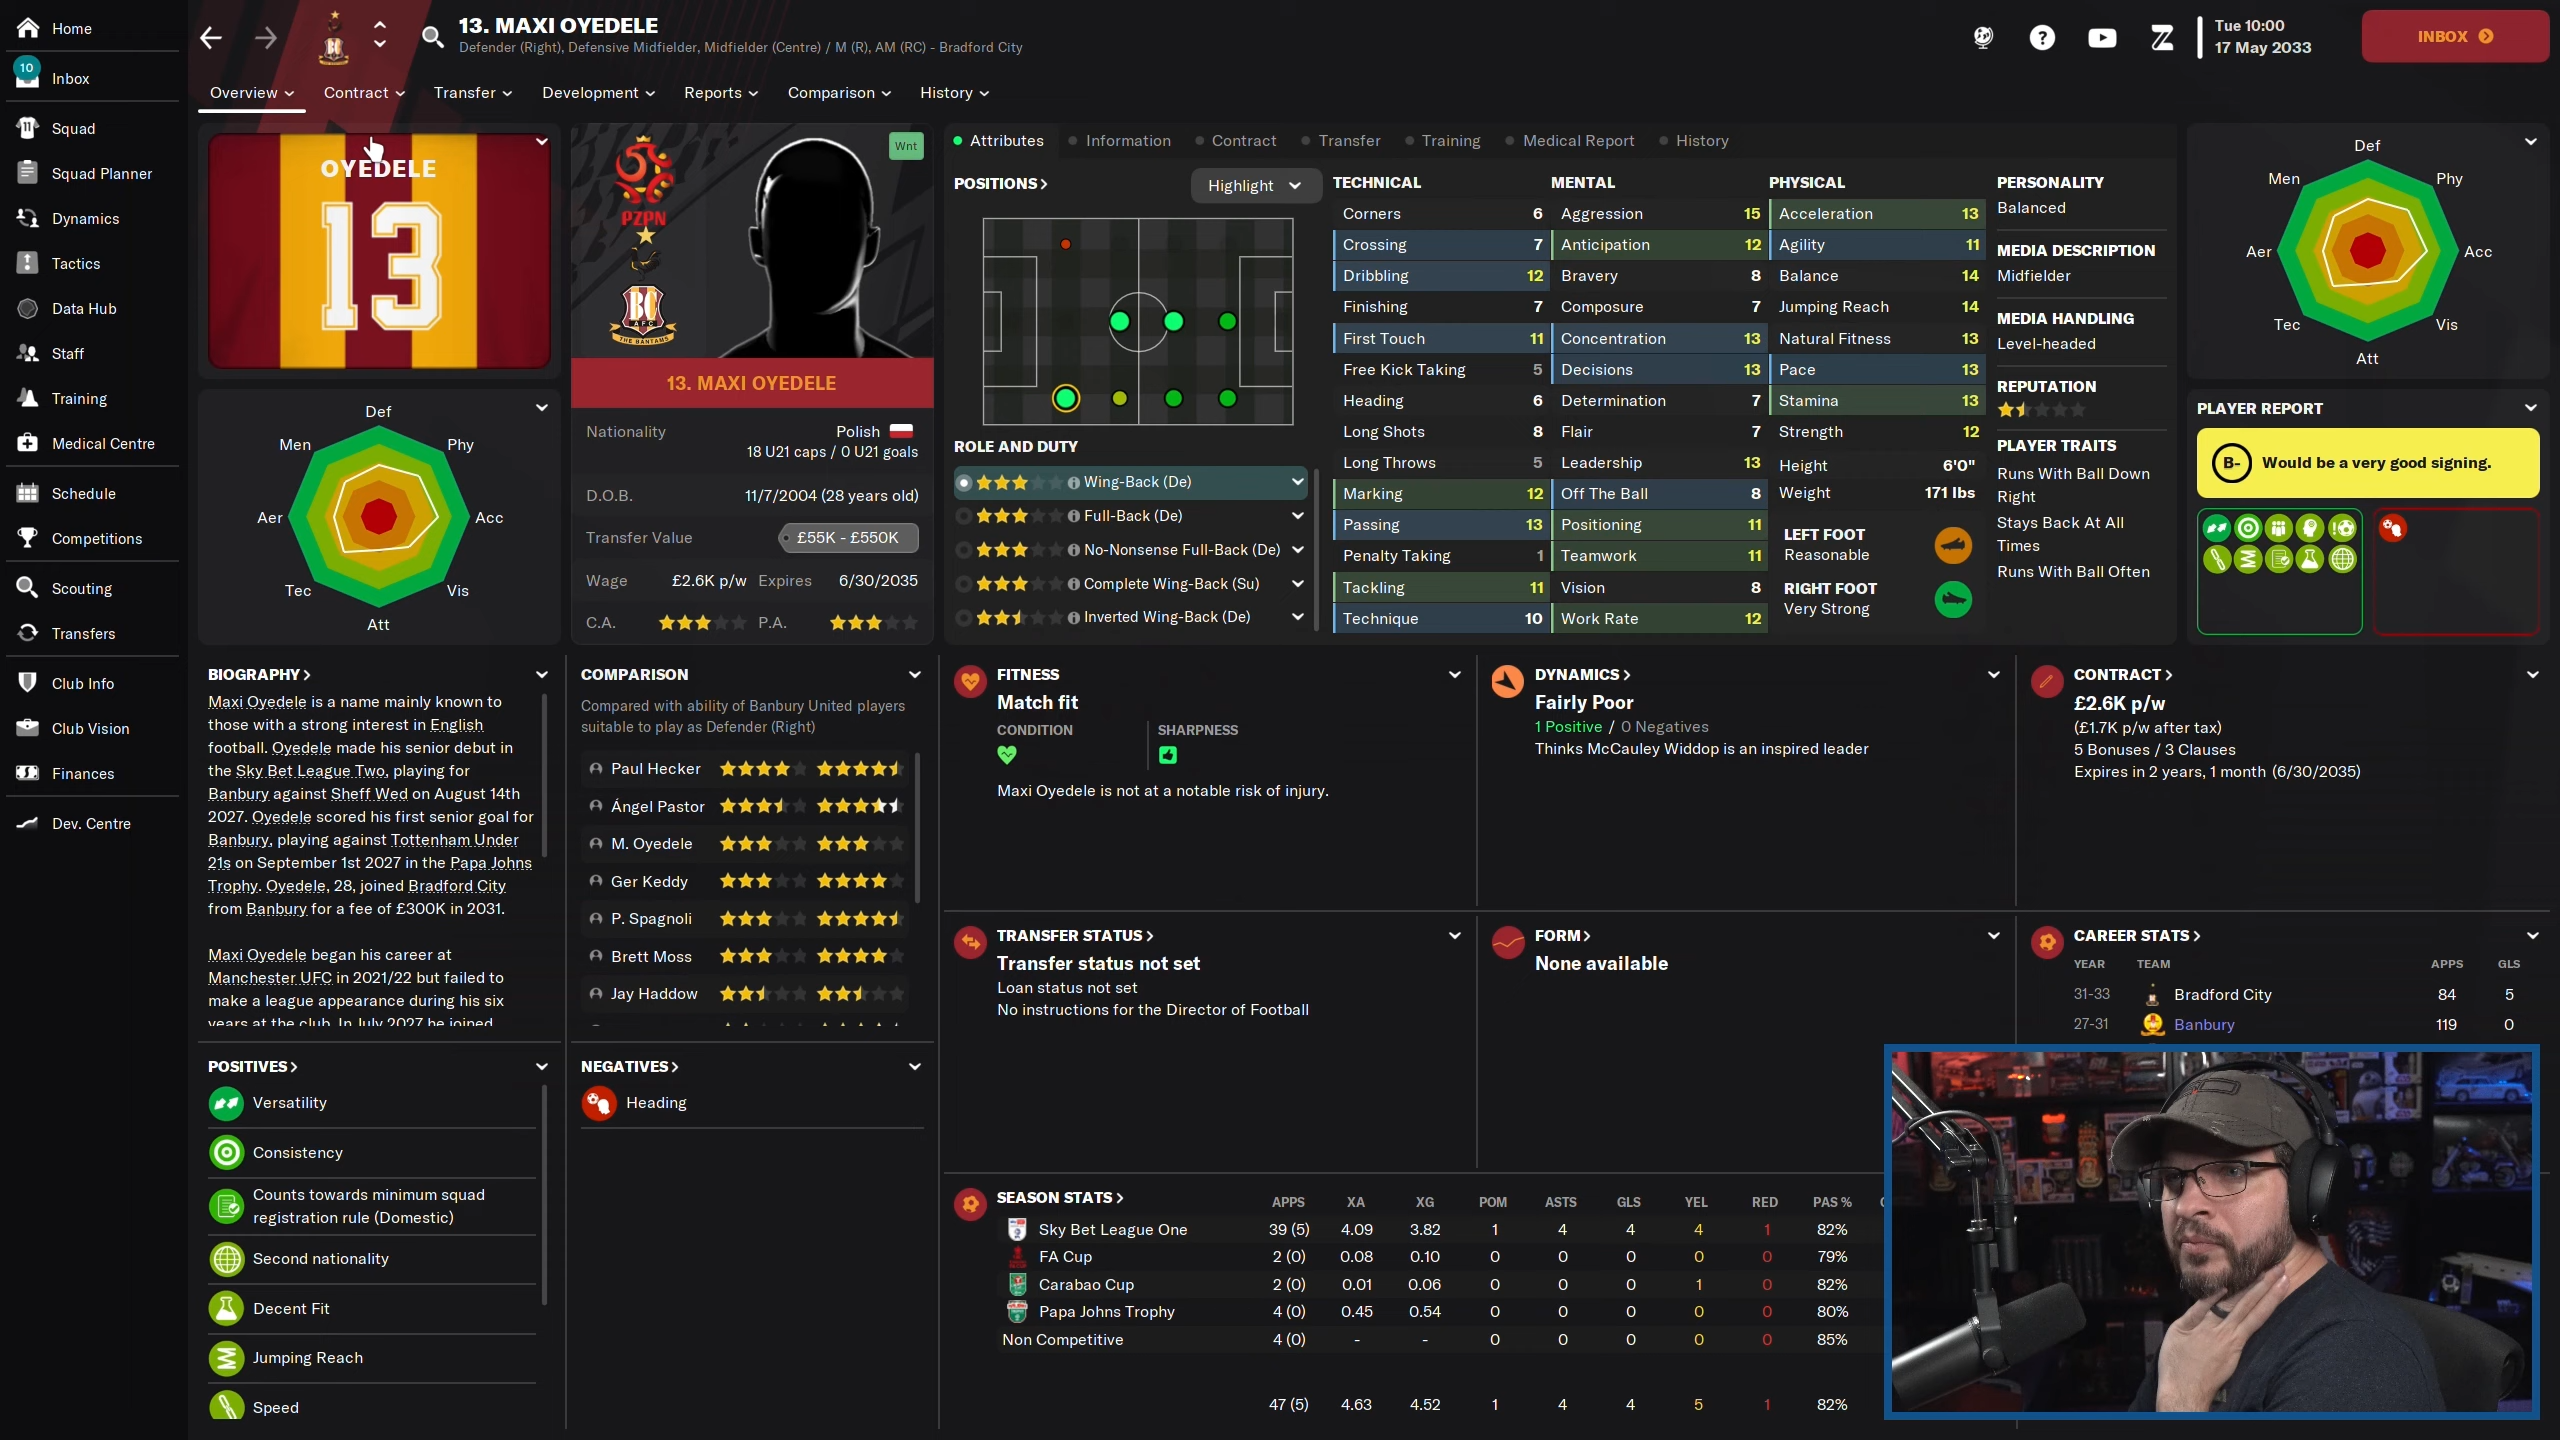 Home
10
Inbox
Squad
Squad Planner
Dynamics
Tactics
Data Hub
Staff
Training
Medical Centre
Schedule
Competitions
Scouting
Transfers
Club Info
Club Vision
Finances
Dev. Centre
13. MAXI OYEDELE
Defender (Right), Defensive Midfielder, Midfielder (Centre) / M (R), AM (RC) - Bradford City
Tue 10:00
17 May 2033
INBOX
Overview Contract Transfer Development Reports Comparison History
OYEDELE
13
Def
Men Phy
Aer Acc
Tec Vis
Att
PZPN
BC
AFC
THE BANTAMS
Wnt
13. MAXI OYEDELE
Nationality Polish
18 U21 caps / 0 U21 goals
D.O.B. 11/7/2004 (28 years old)
Transfer Value £55K - £550K
Wage £2.6K p/w Expires 6/30/2035
C.A. P.A.
Attributes Information Contract Transfer Training Medical Report History
POSITIONS
Highlight
ROLE AND DUTY
Wing-Back (De)
Full-Back (De)
No-Nonsense Full-Back (De)
Complete Wing-Back (Su)
Inverted Wing-Back (De)
TECHNICAL
Corners 6
Crossing 7
Dribbling 12
Finishing 7
First Touch 11
Free Kick Taking 5
Heading 6
Long Shots 8
Long Throws 5
Marking 12
Passing 13
Penalty Taking 1
Tackling 11
Technique 10
MENTAL
Aggression 15
Anticipation 12
Bravery 8
Composure 7
Concentration 13
Decisions 13
Determination 7
Flair 7
Leadership 13
Off The Ball 8
Positioning 11
Teamwork 11
Vision 8
Work Rate 12
PHYSICAL
Acceleration 13
Agility 11
Balance 14
Jumping Reach 14
Natural Fitness 13
Pace 13
Stamina 13
Strength 12
Height 6'0"
Weight 171 lbs
LEFT FOOT
Reasonable
RIGHT FOOT
Very Strong
PERSONALITY
Balanced
MEDIA DESCRIPTION
Midfielder
MEDIA HANDLING
Level-headed
REPUTATION
PLAYER TRAITS
Runs With Ball Down
Right
Stays Back At All
Times
Runs With Ball Often
Def
Men Phy
Aer Acc
Tec Vis
Att
PLAYER REPORT
B- Would be a very good signing.
BIOGRAPHY
Maxi Oyedele is a name mainly known to
those with a strong interest in English
football. Oyedele made his senior debut in
the Sky Bet League Two, playing for
Banbury against Sheff Wed on August 14th
2027. Oyedele scored his first senior goal for
Banbury, playing against Tottenham Under
21s on September 1st 2027 in the Papa Johns
Trophy. Oyedele, 28, joined Bradford City
from Banbury for a fee of £300K in 2031.
Maxi Oyedele began his career at
Manchester UFC in 2021/22 but failed to
make a league appearance during his six
years at the club. In July 2027 he joined
COMPARISON
Compared with ability of Banbury United players
suitable to play as Defender (Right)
Paul Hecker
Ángel Pastor
M. Oyedele
Ger Keddy
P. Spagnoli
Brett Moss
Jay Haddow
POSITIVES
Versatility
Consistency
Counts towards minimum squad
registration rule (Domestic)
Second nationality
Decent Fit
Jumping Reach
Speed
NEGATIVES
Heading
FITNESS
Match fit
CONDITION SHARPNESS
Maxi Oyedele is not at a notable risk of injury.
DYNAMICS
Fairly Poor
1 Positive / 0 Negatives
Thinks McCauley Widdop is an inspired leader
CONTRACT
£2.6K p/w
(£1.7K p/w after tax)
5 Bonuses / 3 Clauses
Expires in 2 years, 1 month (6/30/2035)
TRANSFER STATUS
Transfer status not set
Loan status not set
No instructions for the Director of Football
FORM
None available
CAREER STATS
YEAR TEAM APPS GLS
31-33 Bradford City 84 5
27-31 Banbury 119 0
SEASON STATS APPS XA XG POM ASTS GLS YEL RED PAS %
Sky Bet League One 39 (5) 4.09 3.82 1 4 4 4 1 82%
FA Cup 2 (0) 0.08 0.10 0 0 0 0 0 79%
Carabao Cup 2 (0) 0.01 0.06 0 0 0 1 0 82%
Papa Johns Trophy 4 (0) 0.45 0.54 0 0 0 0 0 80%
Non Competitive 4 (0) - - 0 0 0 0 0 85%
47 (5) 4.63 4.52 1 4 4 5 1 82%